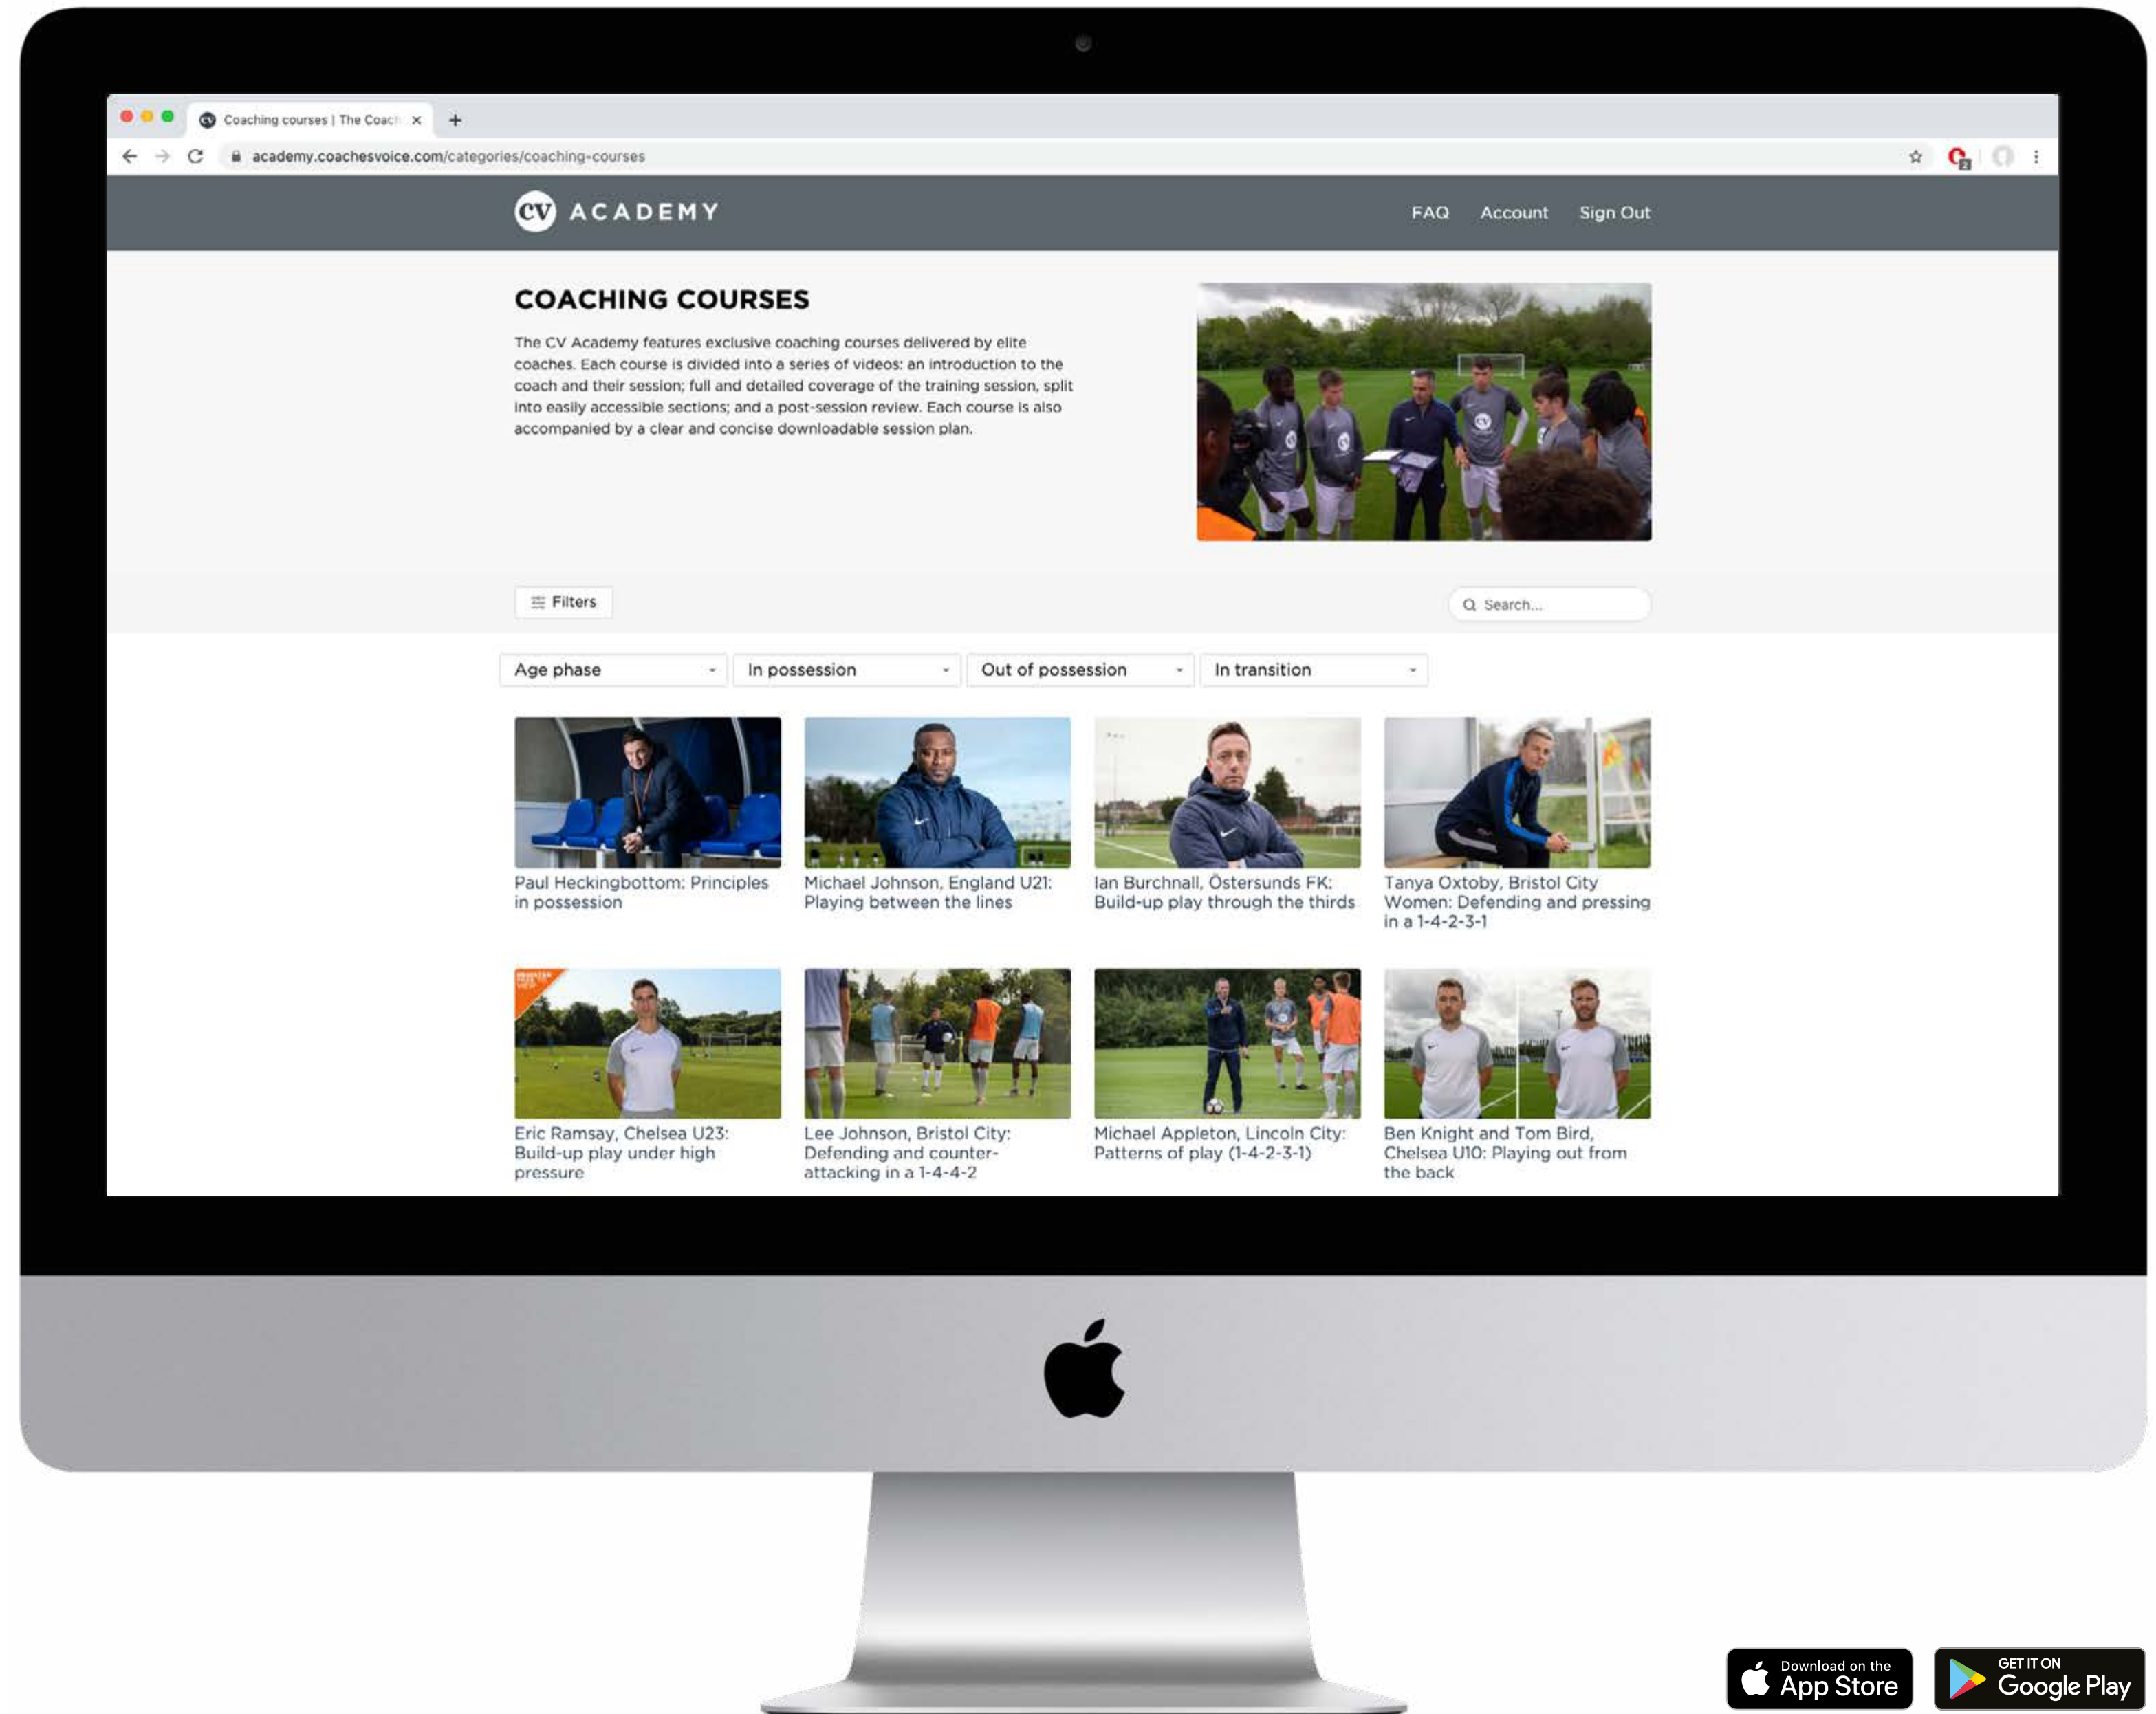 Coaching courses | The Coach
academy.coachesvoice.com/categories/coaching-courses
2
CV ACADEMY
FAQ Account Sign Out
COACHING COURSES
The CV Academy features exclusive coaching courses delivered by elite
coaches. Each course is divided into a series of videos: an introduction to the
coach and their session; full and detailed coverage of the training session, split
into easily accessible sections; and a post-session review. Each course is also
accompanied by a clear and concise downloadable session plan.
CV
Filters
Search...
Age phase
In possession
Out of possession
In transition
Paul Heckingbottom: Principles
in possession
Michael Johnson, England U21:
Playing between the lines
Ian Burchnall, Östersunds FK:
Build-up play through the thirds
Tanya Oxtoby, Bristol City
Women: Defending and pressing
in a 1-4-2-3-1
REGISTER
FREE TO
VIEW
Eric Ramsay, Chelsea U23:
Build-up play under high
pressure
Lee Johnson, Bristol City:
Defending and counter-
attacking in a 1-4-4-2
Michael Appleton, Lincoln City:
Patterns of play (1-4-2-3-1)
Ben Knight and Tom Bird,
Chelsea U10: Playing out from
the back
Download on the
App Store
GET IT ON
Google Play